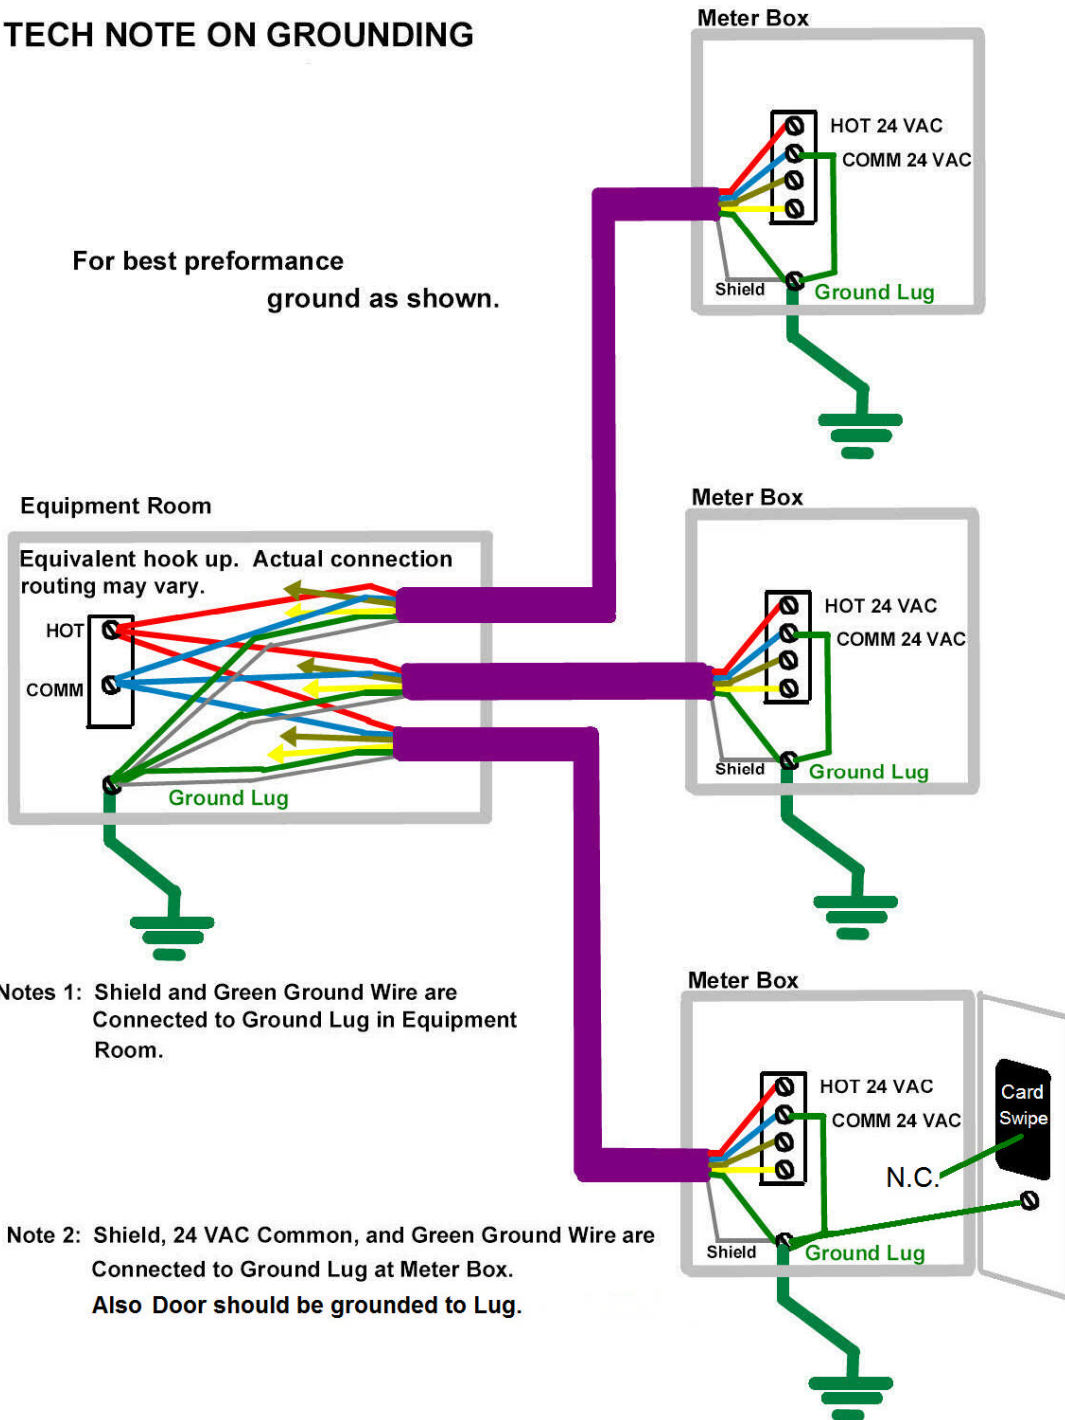 TECH NOTE ON GROUNDING
Meter Box
HOT 24 VAC
COMM 24 VAC
Shield
Ground Lug
For best preformance
ground as shown.
Equipment Room
Equivalent hook up. Actual connection
routing may vary.
HOT
COMM
Ground Lug
Meter Box
HOT 24 VAC
COMM 24 VAC
Shield
Ground Lug
Notes 1: Shield and Green Ground Wire are
Connected to Ground Lug in Equipment
Room.
Meter Box
HOT 24 VAC
COMM 24 VAC
Card
Swipe
N.C.
Shield
Ground Lug
Note 2: Shield, 24 VAC Common, and Green Ground Wire are
Connected to Ground Lug at Meter Box.
Also Door should be grounded to Lug.